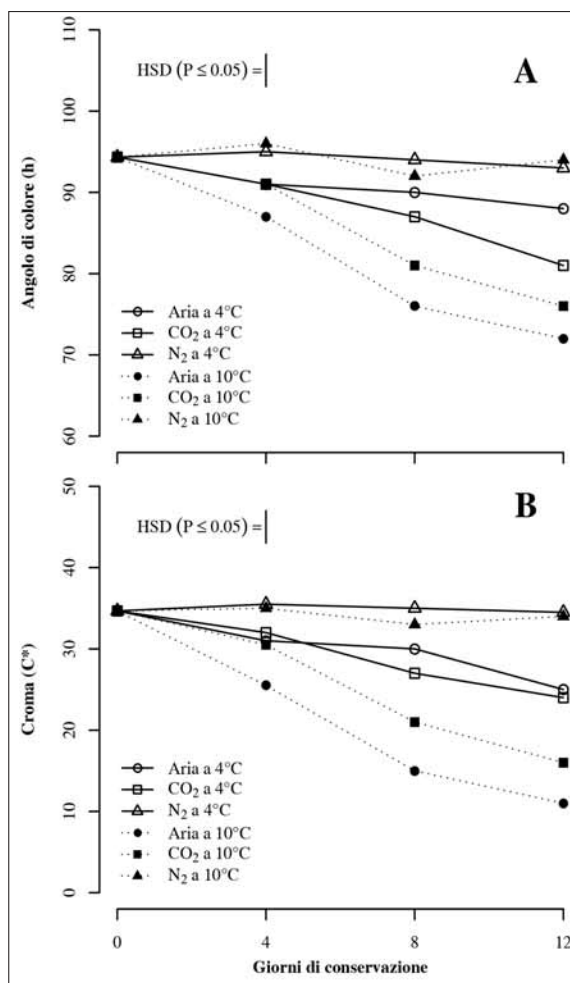 110
HSD (P ≤ 0.05) =
A
100
90
Angolo di colore (h)
80
70
60
Aria a 4°C
CO₂ a 4°C
N₂ a 4°C
Aria a 10°C
CO₂ a 10°C
N₂ a 10°C
50
HSD (P ≤ 0.05) =
B
40
30
Croma (C*)
20
10
0
Aria a 4°C
CO₂ a 4°C
N₂ a 4°C
Aria a 10°C
CO₂ a 10°C
N₂ a 10°C
0 4 8 12
Giorni di conservazione